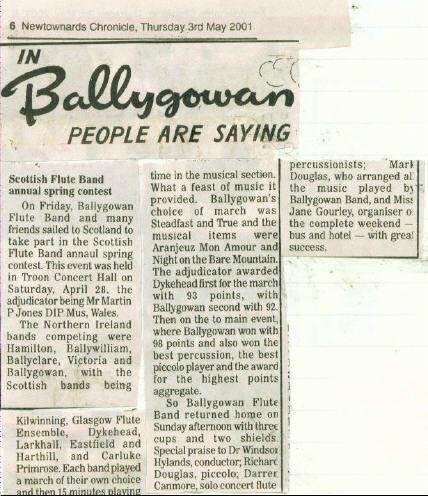 6 Newtownards Chronicle, Thursday 3rd May 2001
IN
Ballygowan
PEOPLE ARE SAYING
Scottish Flute Band
annual spring contest
On Friday, Ballygowan
Flute Band and many
friends sailed to Scotland to
take part in the Scottish
Flute Band annaul spring
contest. This event was held
in Troon Concert Hall on
Saturday, April 28, the
adjudicator being Mr Martin
P Jones DIP Mus, Wales.
The Northern Ireland
bands competing were
Hamilton, Ballywilliam,
Ballyclare, Victoria and
Ballygowan, with the
Scottish bands being
Kilwinning, Glasgow Flute
Ensemble, Dykehead,
Larkhall, Eastfield and
Harthill, and Carluke
Primrose. Each band played
a march of their own choice
and then 15 minutes playing
time in the musical section.
What a feast of music it
provided. Ballygowan's
choice of march was
Steadfast and True and the
musical items were
Aranjeuz Mon Amour and
Night on the Bare Mountain.
The adjudicator awarded
Dykehead first for the march
with 93 points, with
Ballygowan second with 92.
Then on the to main event,
where Ballygowan won with
98 points and also won the
best percussion, the best
piccolo player and the award
for the highest points
aggregate.
So Ballygowan Flute
Band returned home on
Sunday afternoon with three
cups and two shields.
Special praise to Dr Windsor
Hylands, conductor; Richard
Douglas, piccolo; Darren
Canmore, solo concert flute
percussionists; Mark
Douglas, who arranged al
the music played by
Ballygowan Band, and Miss
Jane Gourley, organiser o
the complete weekend —
bus and hotel — with great
success.